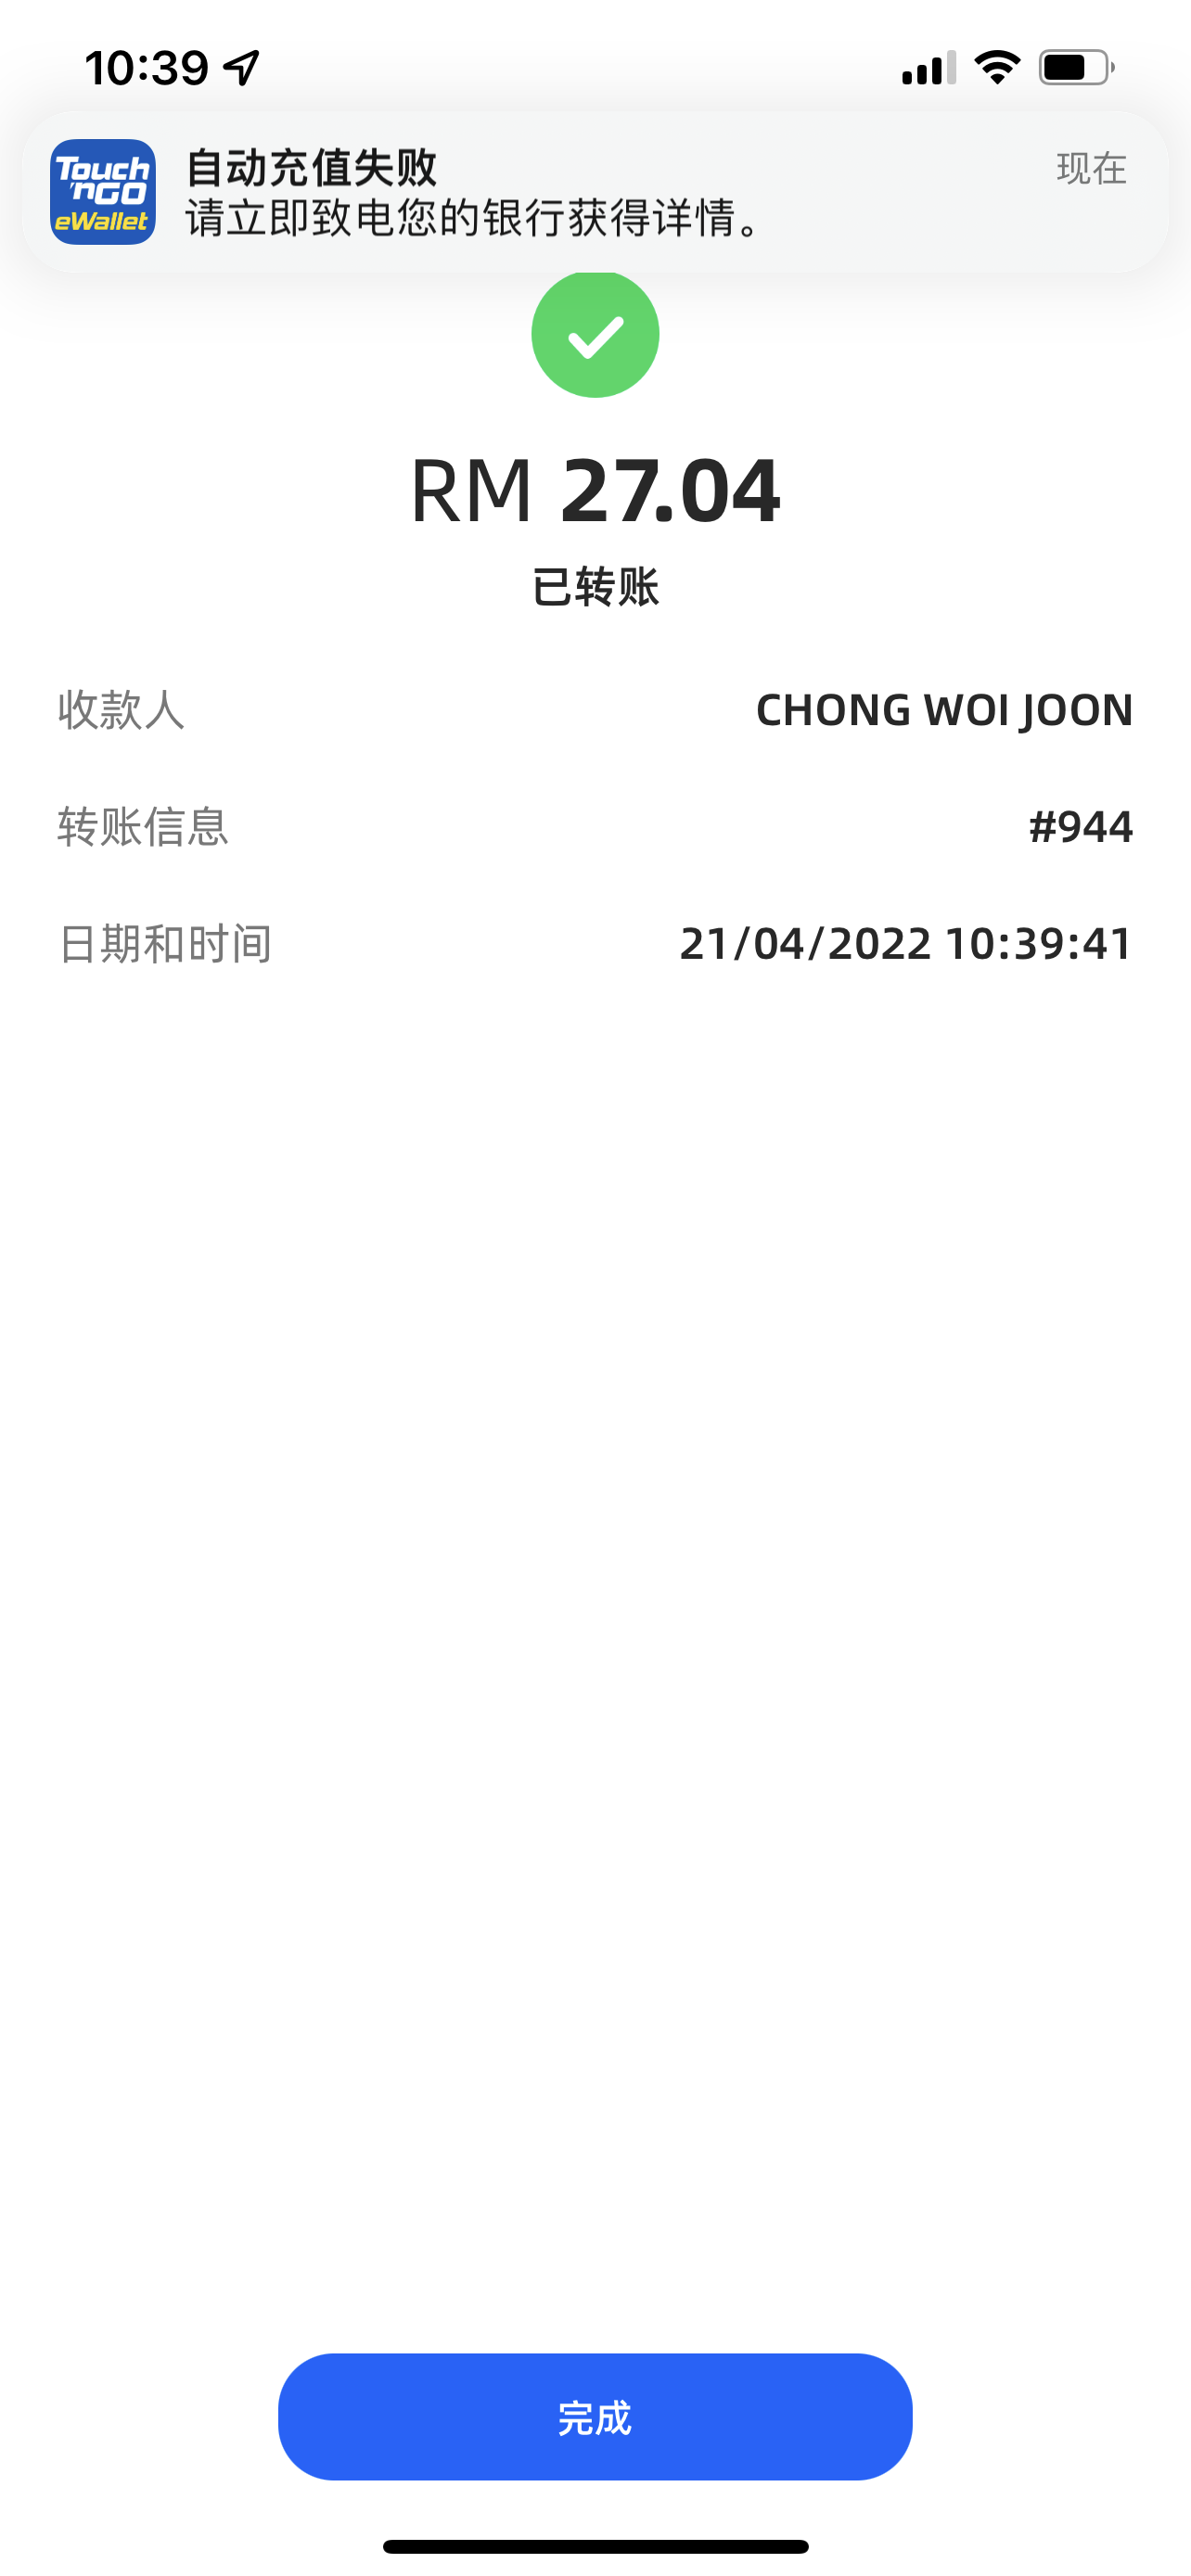 10:39
Touch
'nGO
eWallet
自动充值失败
现在
请立即致电您的银行获得详情。
RM 27.04
已转账
收款人 CHONG WOI JOON
转账信息 #944
日期和时间 21/04/2022 10:39:41
完成